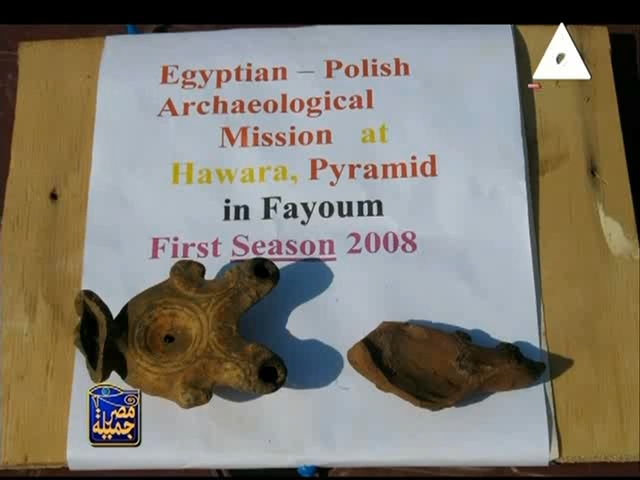 Egyptian – Polish
Archaeological
Mission at
Hawara, Pyramid
in Fayoum
First Season 2008
مصر
جميلة